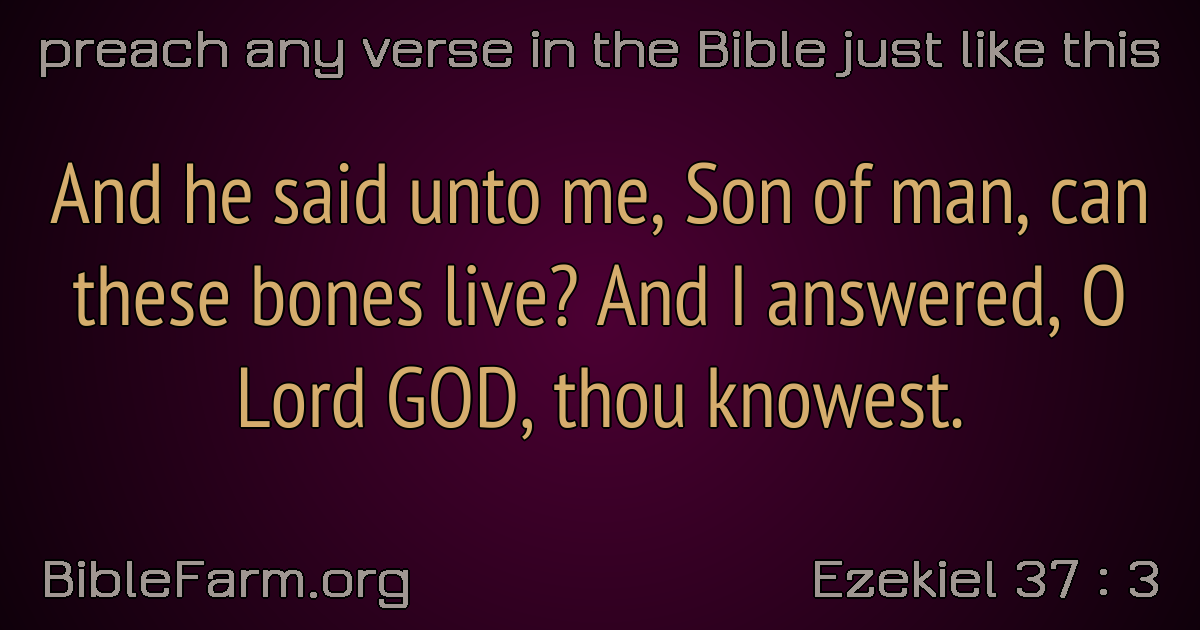 preach any verse in the Bible just like this
And he said unto me, Son of man, can
these bones live? And I answered, O
Lord GOD, thou knowest.
BibleFarm.org
Ezekiel 37 : 3